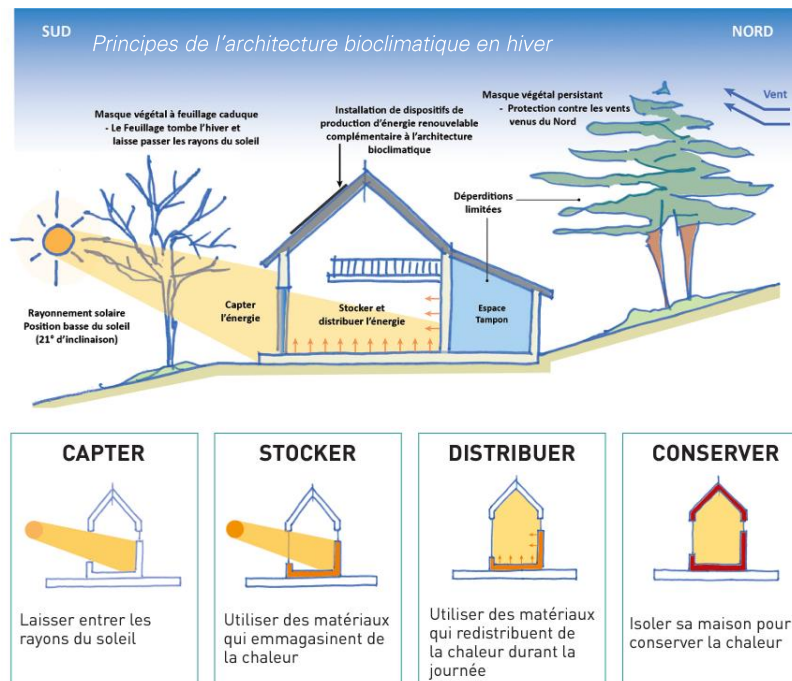 SUD
Principes de l'architecture bioclimatique en hiver
NORD
Masque végétal à feuillage caduque
- Le Feuillage tombe l'hiver et
laisse passer les rayons du soleil
Installation de dispositifs de
production d'énergie renouvelable
complémentaire à l'architecture
bioclimatique
Masque végétal persistant
- Protection contre les vents
venus du Nord
Vent
Déperditions
limitées
Rayonnement solaire
Position basse du soleil
(21° d'inclinaison)
Capter
l'énergie
Stocker et
distribuer l'énergie
Espace
Tampon
CAPTER
Laisser entrer les
rayons du soleil
STOCKER
Utiliser des matériaux
qui emmagasinent de
la chaleur
DISTRIBUER
Utiliser des matériaux
qui redistribuent de
la chaleur durant la
journée
CONSERVER
Isoler sa maison pour
conserver la chaleur